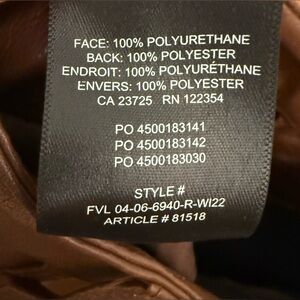 FACE: 100% POLYURETHANE
BACK: 100% POLYESTER
ENDROIT: 100% POLYURÉTHANE
ENVERS: 100% POLYESTER
CA 23725 RN 122354
PO 4500183141
PO 4500183142
PO 4500183030
STYLE #
FVL 04-06-6940-R-WI22
ARTICLE # 81518